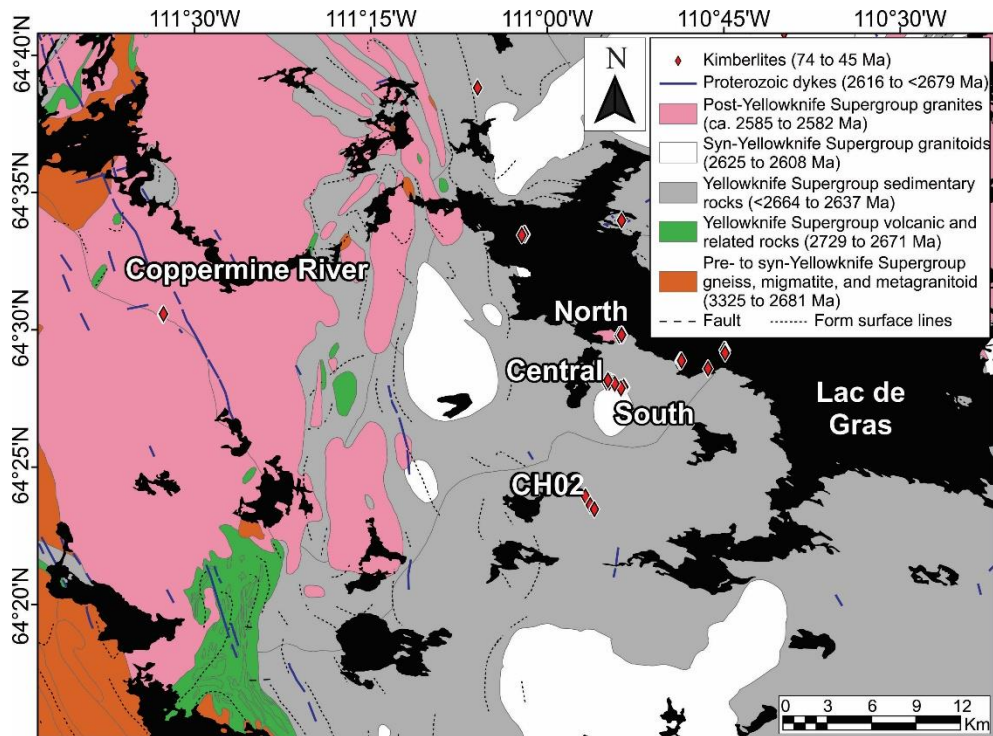 111°30'W 111°15'W 111°00'W 110°45'W 110°30'W
64°40'N
64°35'N
64°30'N
64°25'N
64°20'N
N
Kimberlites (74 to 45 Ma)
Proterozoic dykes (2616 to <2679 Ma)
Post-Yellowknife Supergroup granites
(ca. 2585 to 2582 Ma)
Syn-Yellowknife Supergroup granitoids
(2625 to 2608 Ma)
Yellowknife Supergroup sedimentary
rocks (<2664 to 2637 Ma)
Yellowknife Supergroup volcanic and
related rocks (2729 to 2671 Ma)
Pre- to syn-Yellowknife Supergroup
gneiss, migmatite, and metagranitoid
(3325 to 2681 Ma)
Fault Form surface lines
Coppermine River
North
Central
South
Lac de
Gras
CH02
0 3 6 9 12
Km